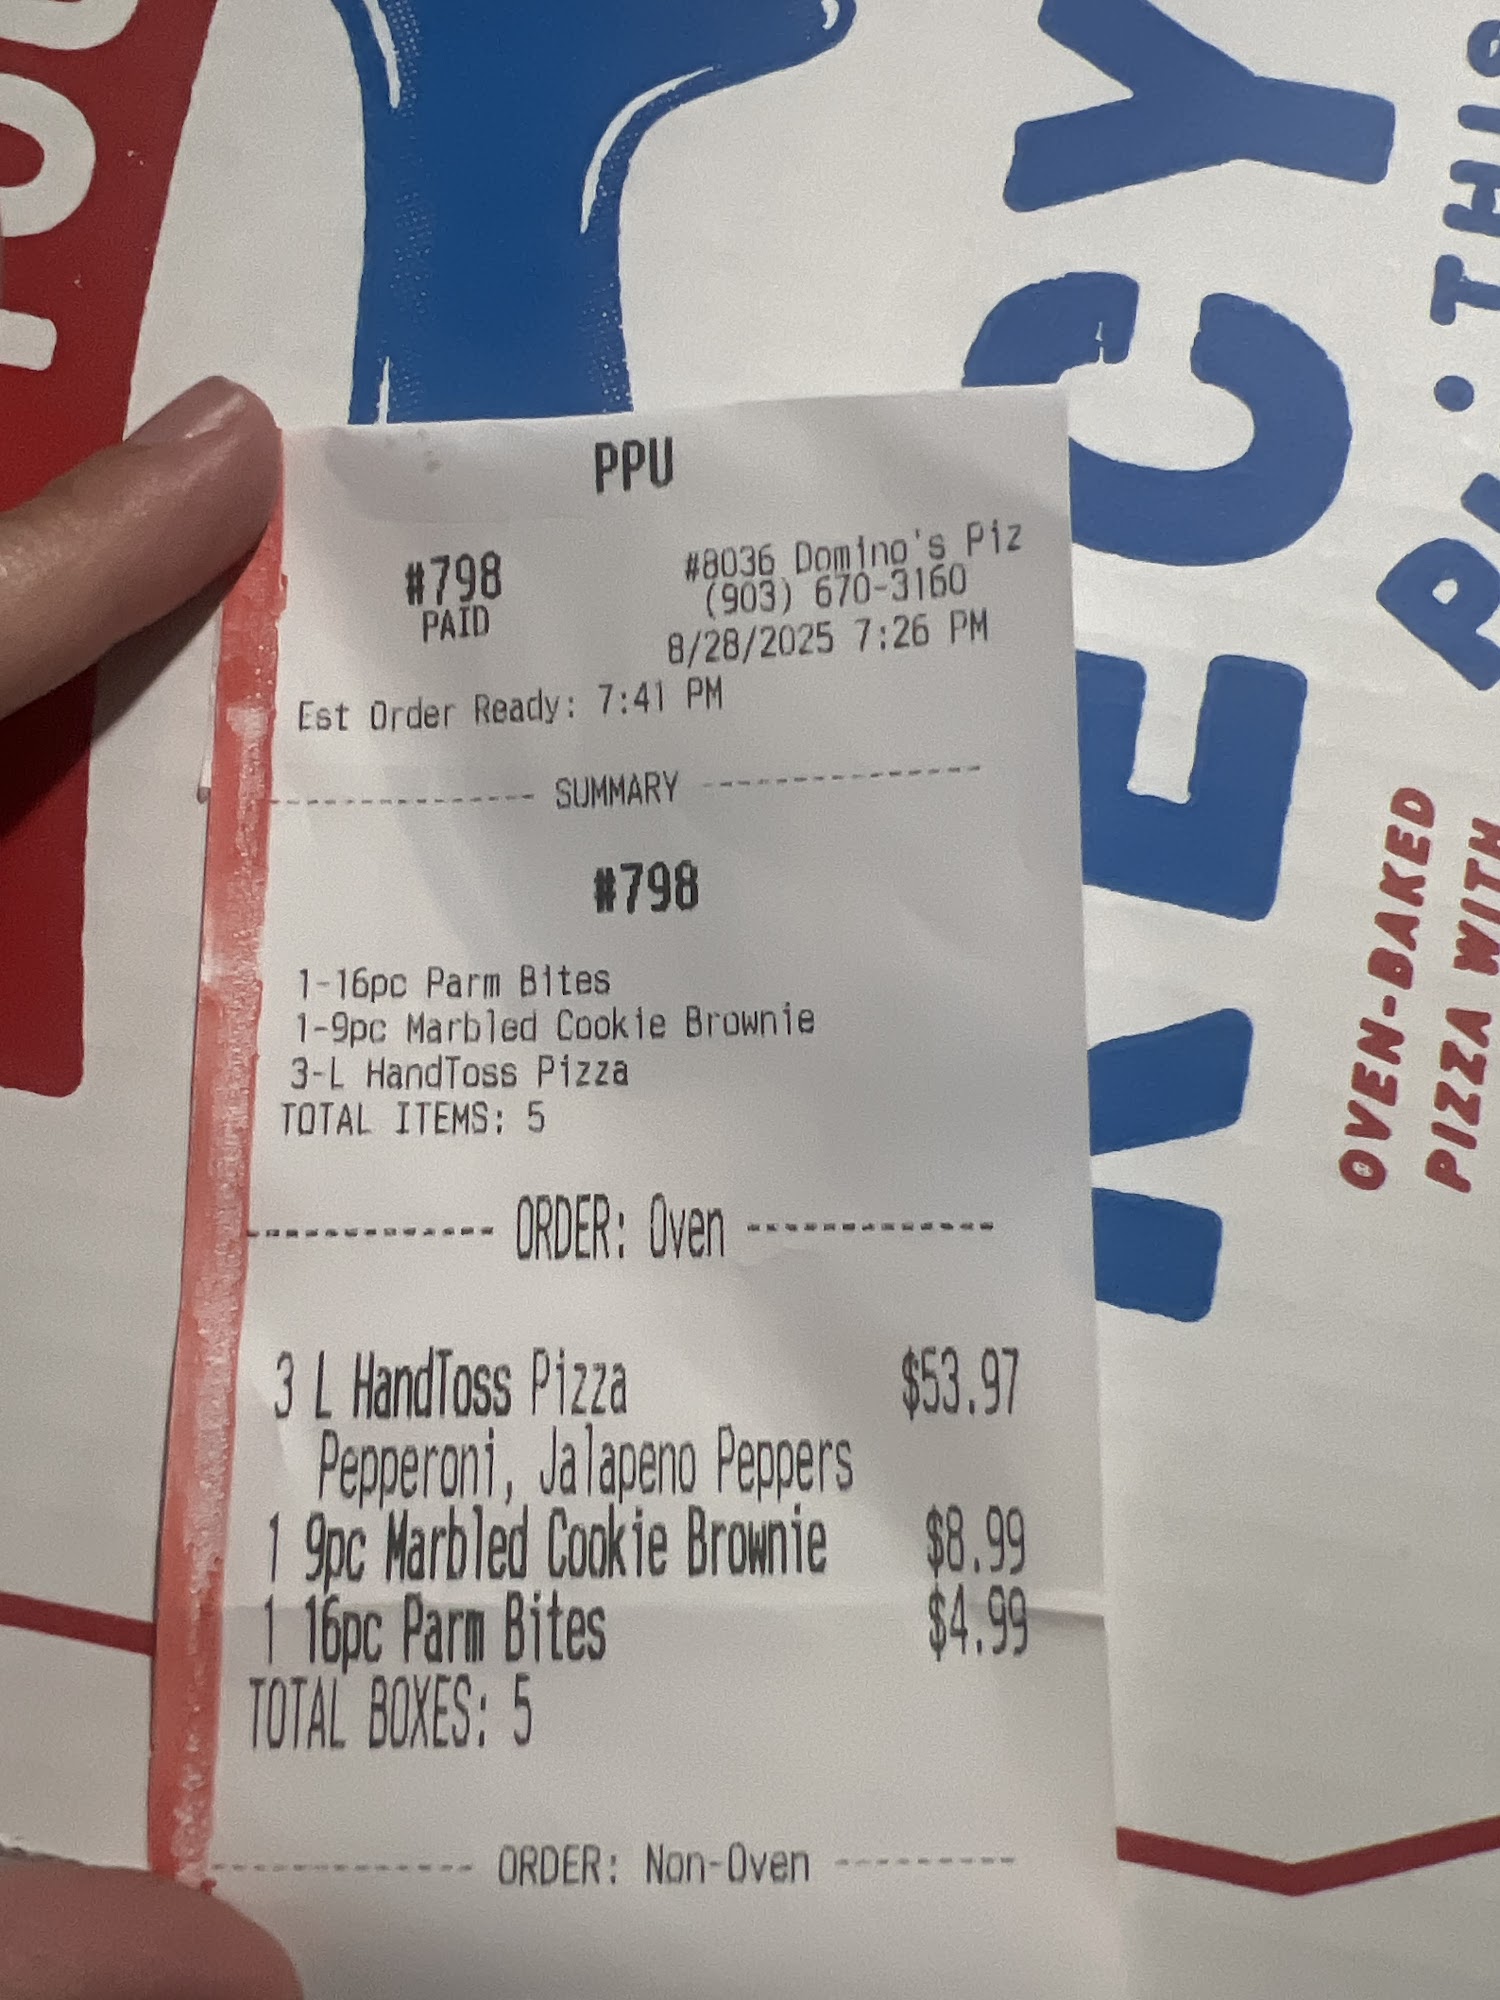 PPU
#798
PAID
#8036 Domino's Piz
(903) 670-3160
8/28/2025 7:26 PM
Est Order Ready: 7:41 PM
SUMMARY
#798
1-16pc Parm Bites
1-9pc Marbled Cookie Brownie
3-L HandToss Pizza
TOTAL ITEMS: 5
ORDER: Oven
3 L HandToss Pizza $53.97
Pepperoni, Jalapeno Peppers
1 9pc Marbled Cookie Brownie $8.99
1 16pc Parm Bites $4.99
TOTAL BOXES: 5
ORDER: Non-Oven
OVEN-BAKED
PIZZA WITH
THIS